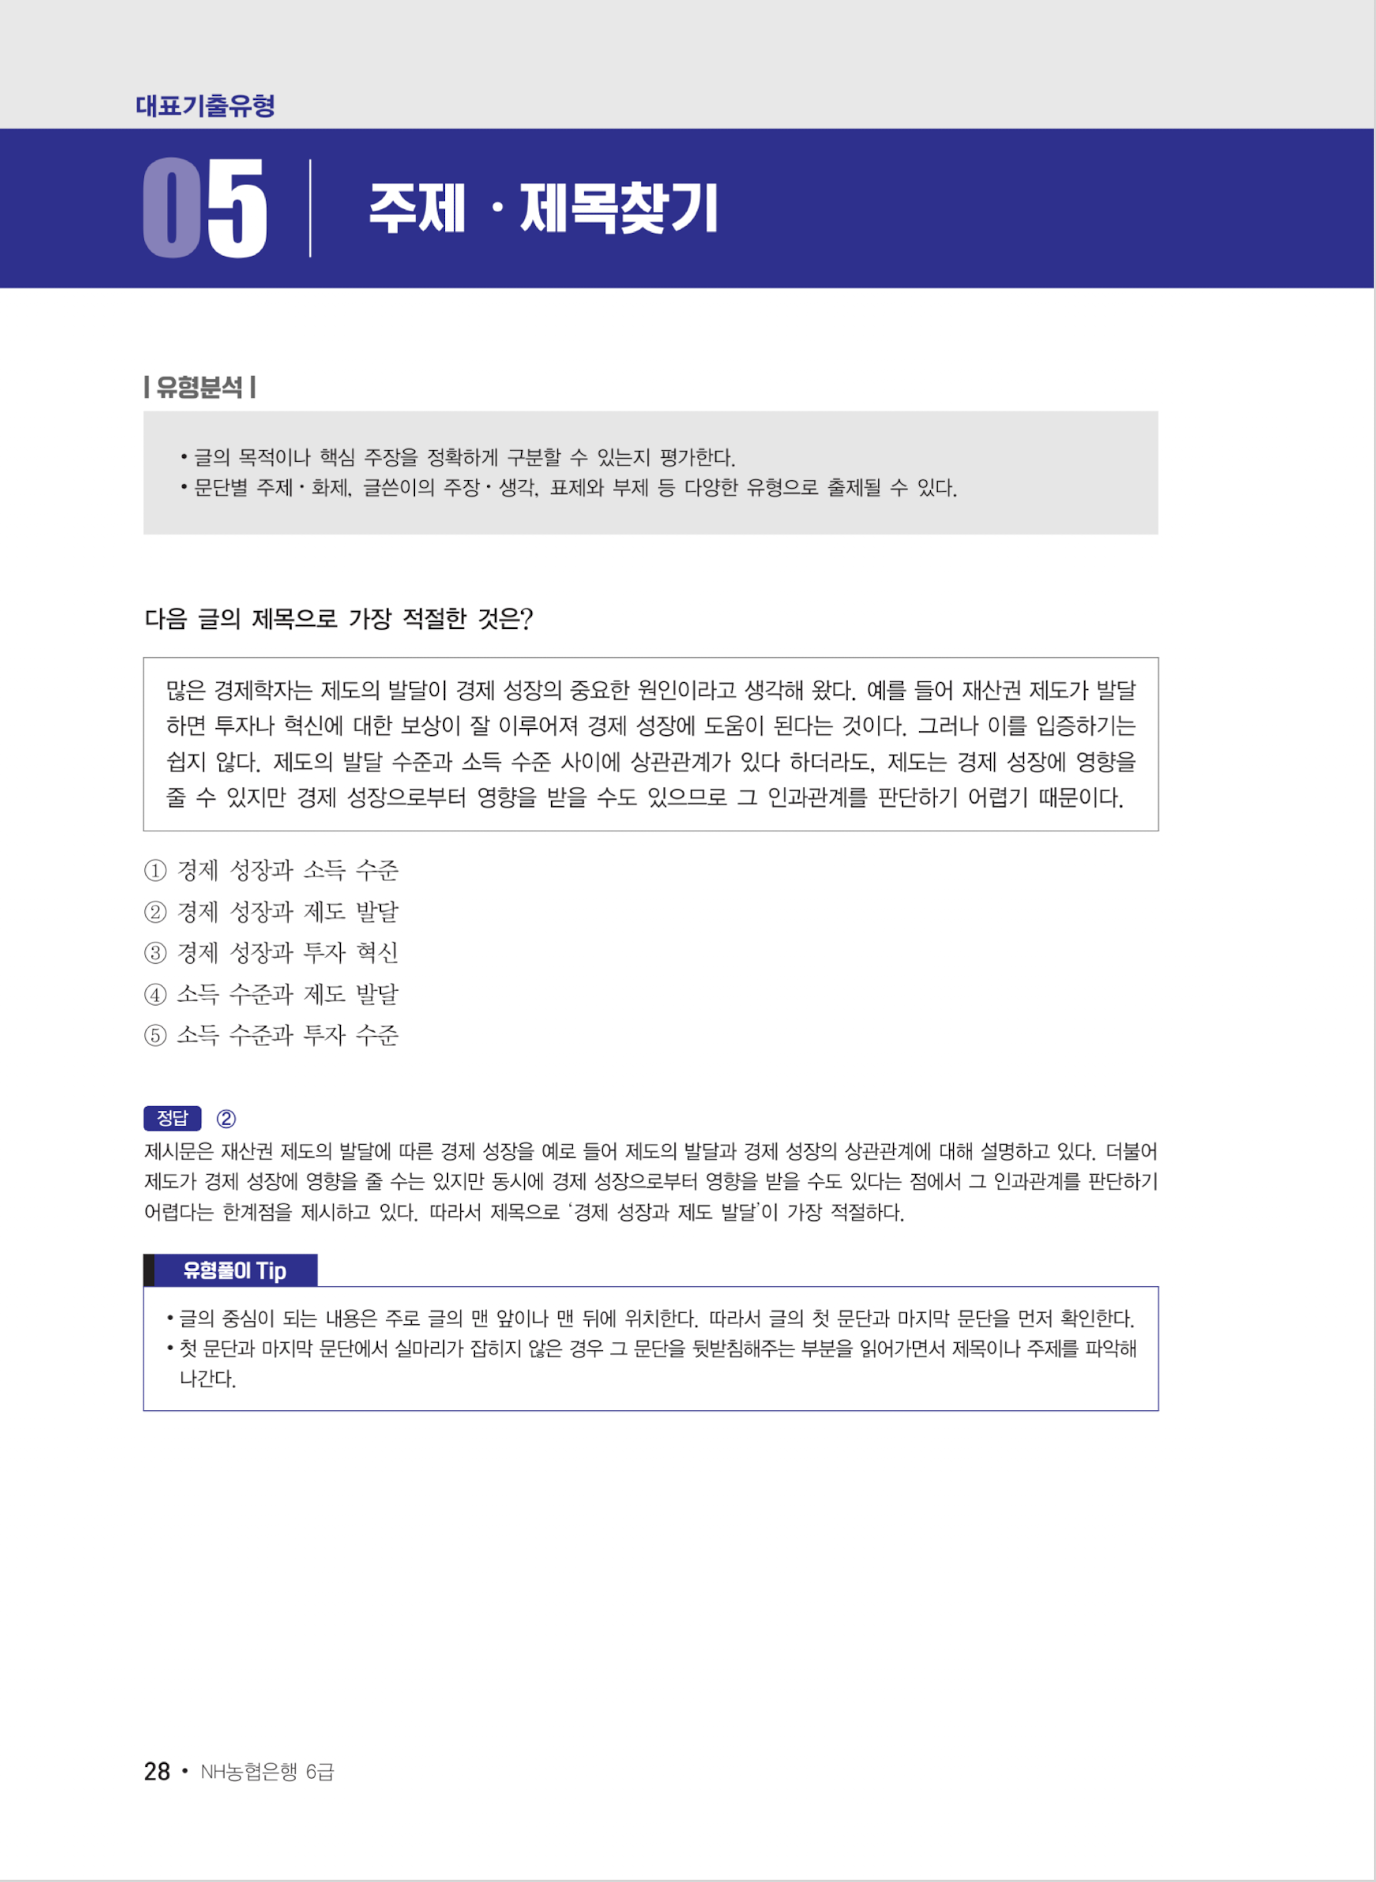 대표기출유형
05 주제 · 제목찾기
| 유형분석 |
• 글의 목적이나 핵심 주장을 정확하게 구분할 수 있는지 평가한다.
• 문단별 주제 · 화제, 글쓴이의 주장 · 생각, 표제와 부제 등 다양한 유형으로 출제될 수 있다.
다음 글의 제목으로 가장 적절한 것은?
많은 경제학자는 제도의 발달이 경제 성장의 중요한 원인이라고 생각해 왔다. 예를 들어 재산권 제도가 발달
하면 투자나 혁신에 대한 보상이 잘 이루어져 경제 성장에 도움이 된다는 것이다. 그러나 이를 입증하기는
쉽지 않다. 제도의 발달 수준과 소득 수준 사이에 상관관계가 있다 하더라도, 제도는 경제 성장에 영향을
줄 수 있지만 경제 성장으로부터 영향을 받을 수도 있으므로 그 인과관계를 판단하기 어렵기 때문이다.
① 경제 성장과 소득 수준
② 경제 성장과 제도 발달
③ 경제 성장과 투자 혁신
④ 소득 수준과 제도 발달
⑤ 소득 수준과 투자 수준
정답 ②
제시문은 재산권 제도의 발달에 따른 경제 성장을 예로 들어 제도의 발달과 경제 성장의 상관관계에 대해 설명하고 있다. 더불어
제도가 경제 성장에 영향을 줄 수는 있지만 동시에 경제 성장으로부터 영향을 받을 수도 있다는 점에서 그 인과관계를 판단하기
어렵다는 한계점을 제시하고 있다. 따라서 제목으로 ‘경제 성장과 제도 발달’이 가장 적절하다.
유형풀이 Tip
• 글의 중심이 되는 내용은 주로 글의 맨 앞이나 맨 뒤에 위치한다. 따라서 글의 첫 문단과 마지막 문단을 먼저 확인한다.
• 첫 문단과 마지막 문단에서 실마리가 잡히지 않은 경우 그 문단을 뒷받침해주는 부분을 읽어가면서 제목이나 주제를 파악해
나간다.
28 • NH농협은행 6급